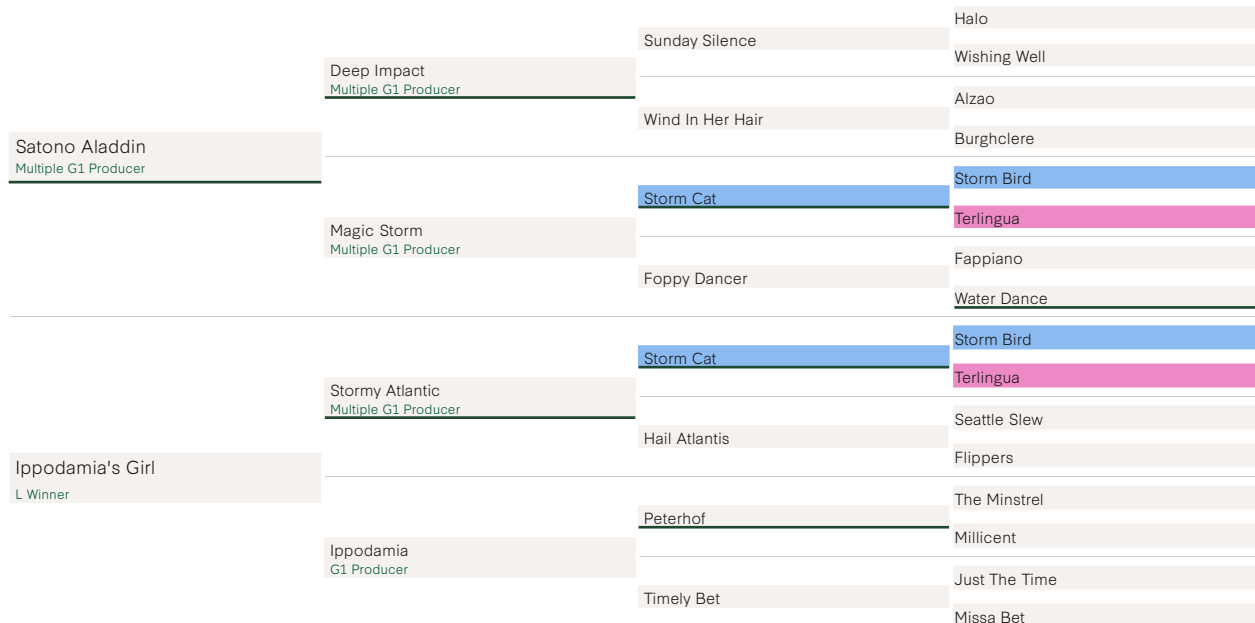 Satono Aladdin
Multiple G1 Producer
Ippodamia's Girl
L Winner
Deep Impact
Multiple G1 Producer
Magic Storm
Multiple G1 Producer
Stormy Atlantic
Multiple G1 Producer
Ippodamia
G1 Producer
Sunday Silence
Wind In Her Hair
Storm Cat
Foppy Dancer
Storm Cat
Hail Atlantis
Peterhof
Timely Bet
Halo
Wishing Well
Alzao
Burghclere
Storm Bird
Terlingua
Fappiano
Water Dance
Storm Bird
Terlingua
Seattle Slew
Flippers
The Minstrel
Millicent
Just The Time
Missa Bet